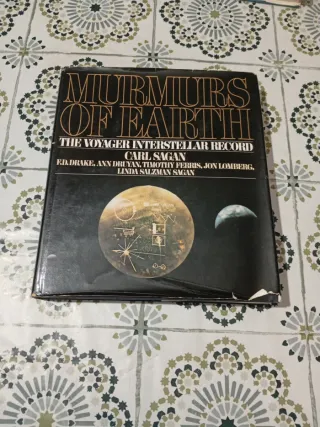 MURMURS
OF EARTH
THE VOYAGER INTERSTELLAR RECORD
CARL SAGAN
F.D. DRAKE, ANN DRUYAN, TIMOTHY FERRIS, JON LOMBERG,
LINDA SALZMAN SAGAN